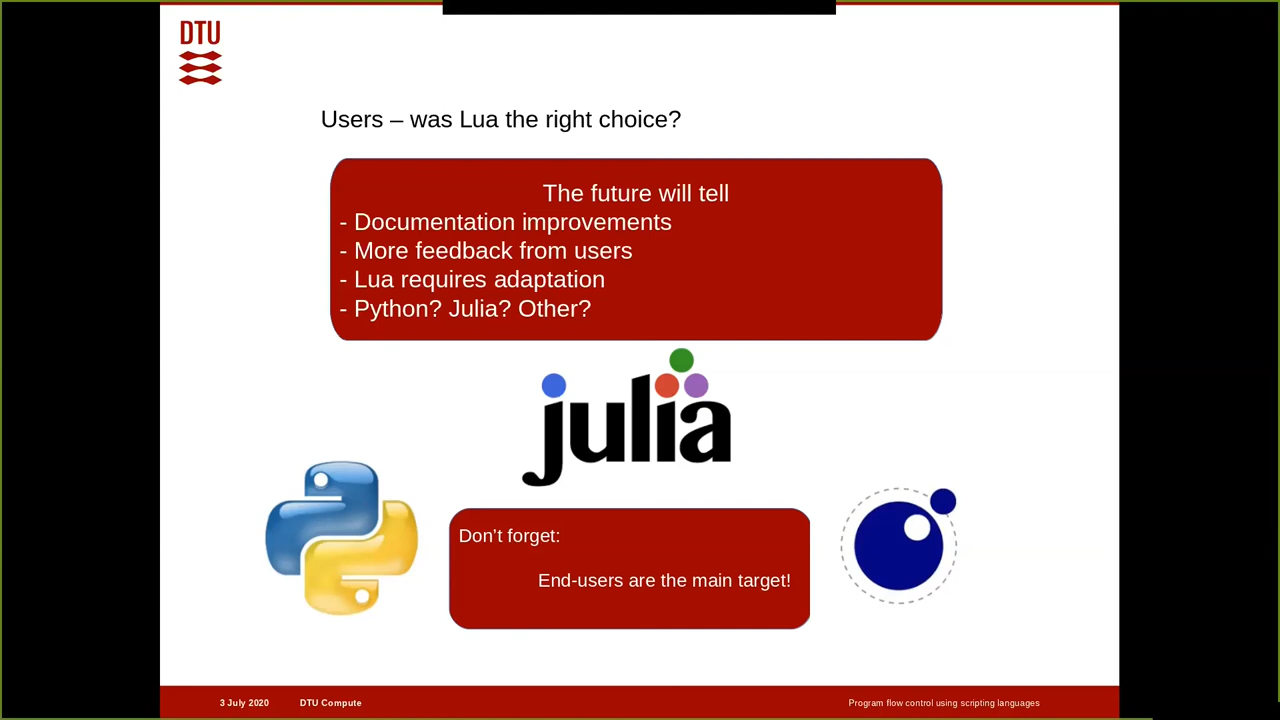 DTU
Users – was Lua the right choice?
The future will tell
- Documentation improvements
- More feedback from users
- Lua requires adaptation
- Python? Julia? Other?
julia
Don’t forget:
End-users are the main target!
3 July 2020 DTU Compute Program flow control using scripting languages